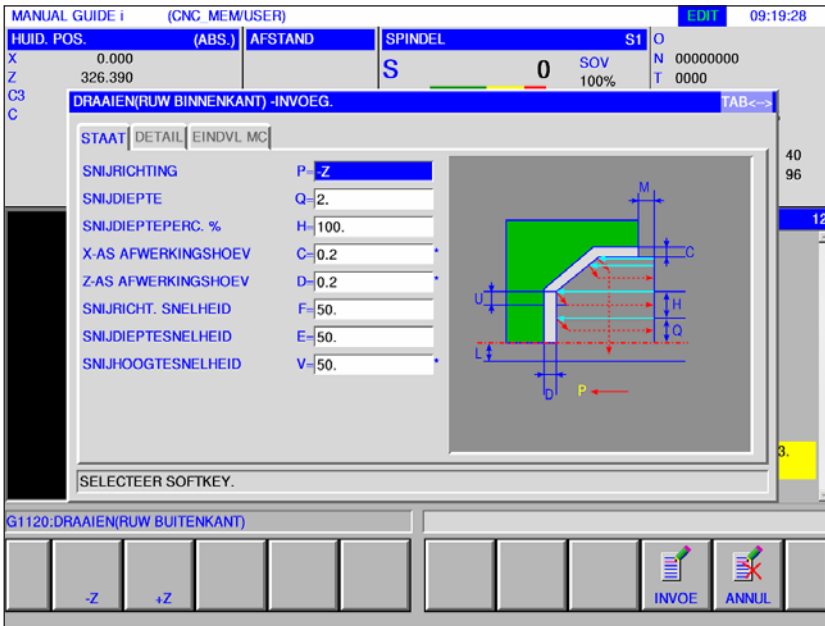 MANUAL GUIDE i (CNC_MEM/USER) EDIT 09:19:28
HUID. POS. (ABS.) AFSTAND SPINDEL S1 O
X 0.000 S 0 SOV 100% N 00000000
Z 326.390 T 0000
C3
C
DRAAIEN(RUW BINNENKANT) -INVOEG. TAB<-->
STAAT DETAIL EINDVL MC
SNIJRICHTING P= -Z
SNIJDIEPTE Q= 2.
SNIJDIEPTEPERC. % H= 100.
X-AS AFWERKINGSHOEV C= 0.2 *
Z-AS AFWERKINGSHOEV D= 0.2 *
SNIJRICHT. SNELHEID F= 50.
SNIJDIEPTESNELHEID E= 50.
SNIJHOOGTESNELHEID V= 50. *
M
C
U
H
Q
L
D
P
40
96
12
3.
SELECTEER SOFTKEY.
G1120:DRAAIEN(RUW BUITENKANT)
-Z +Z INVOE ANNUL